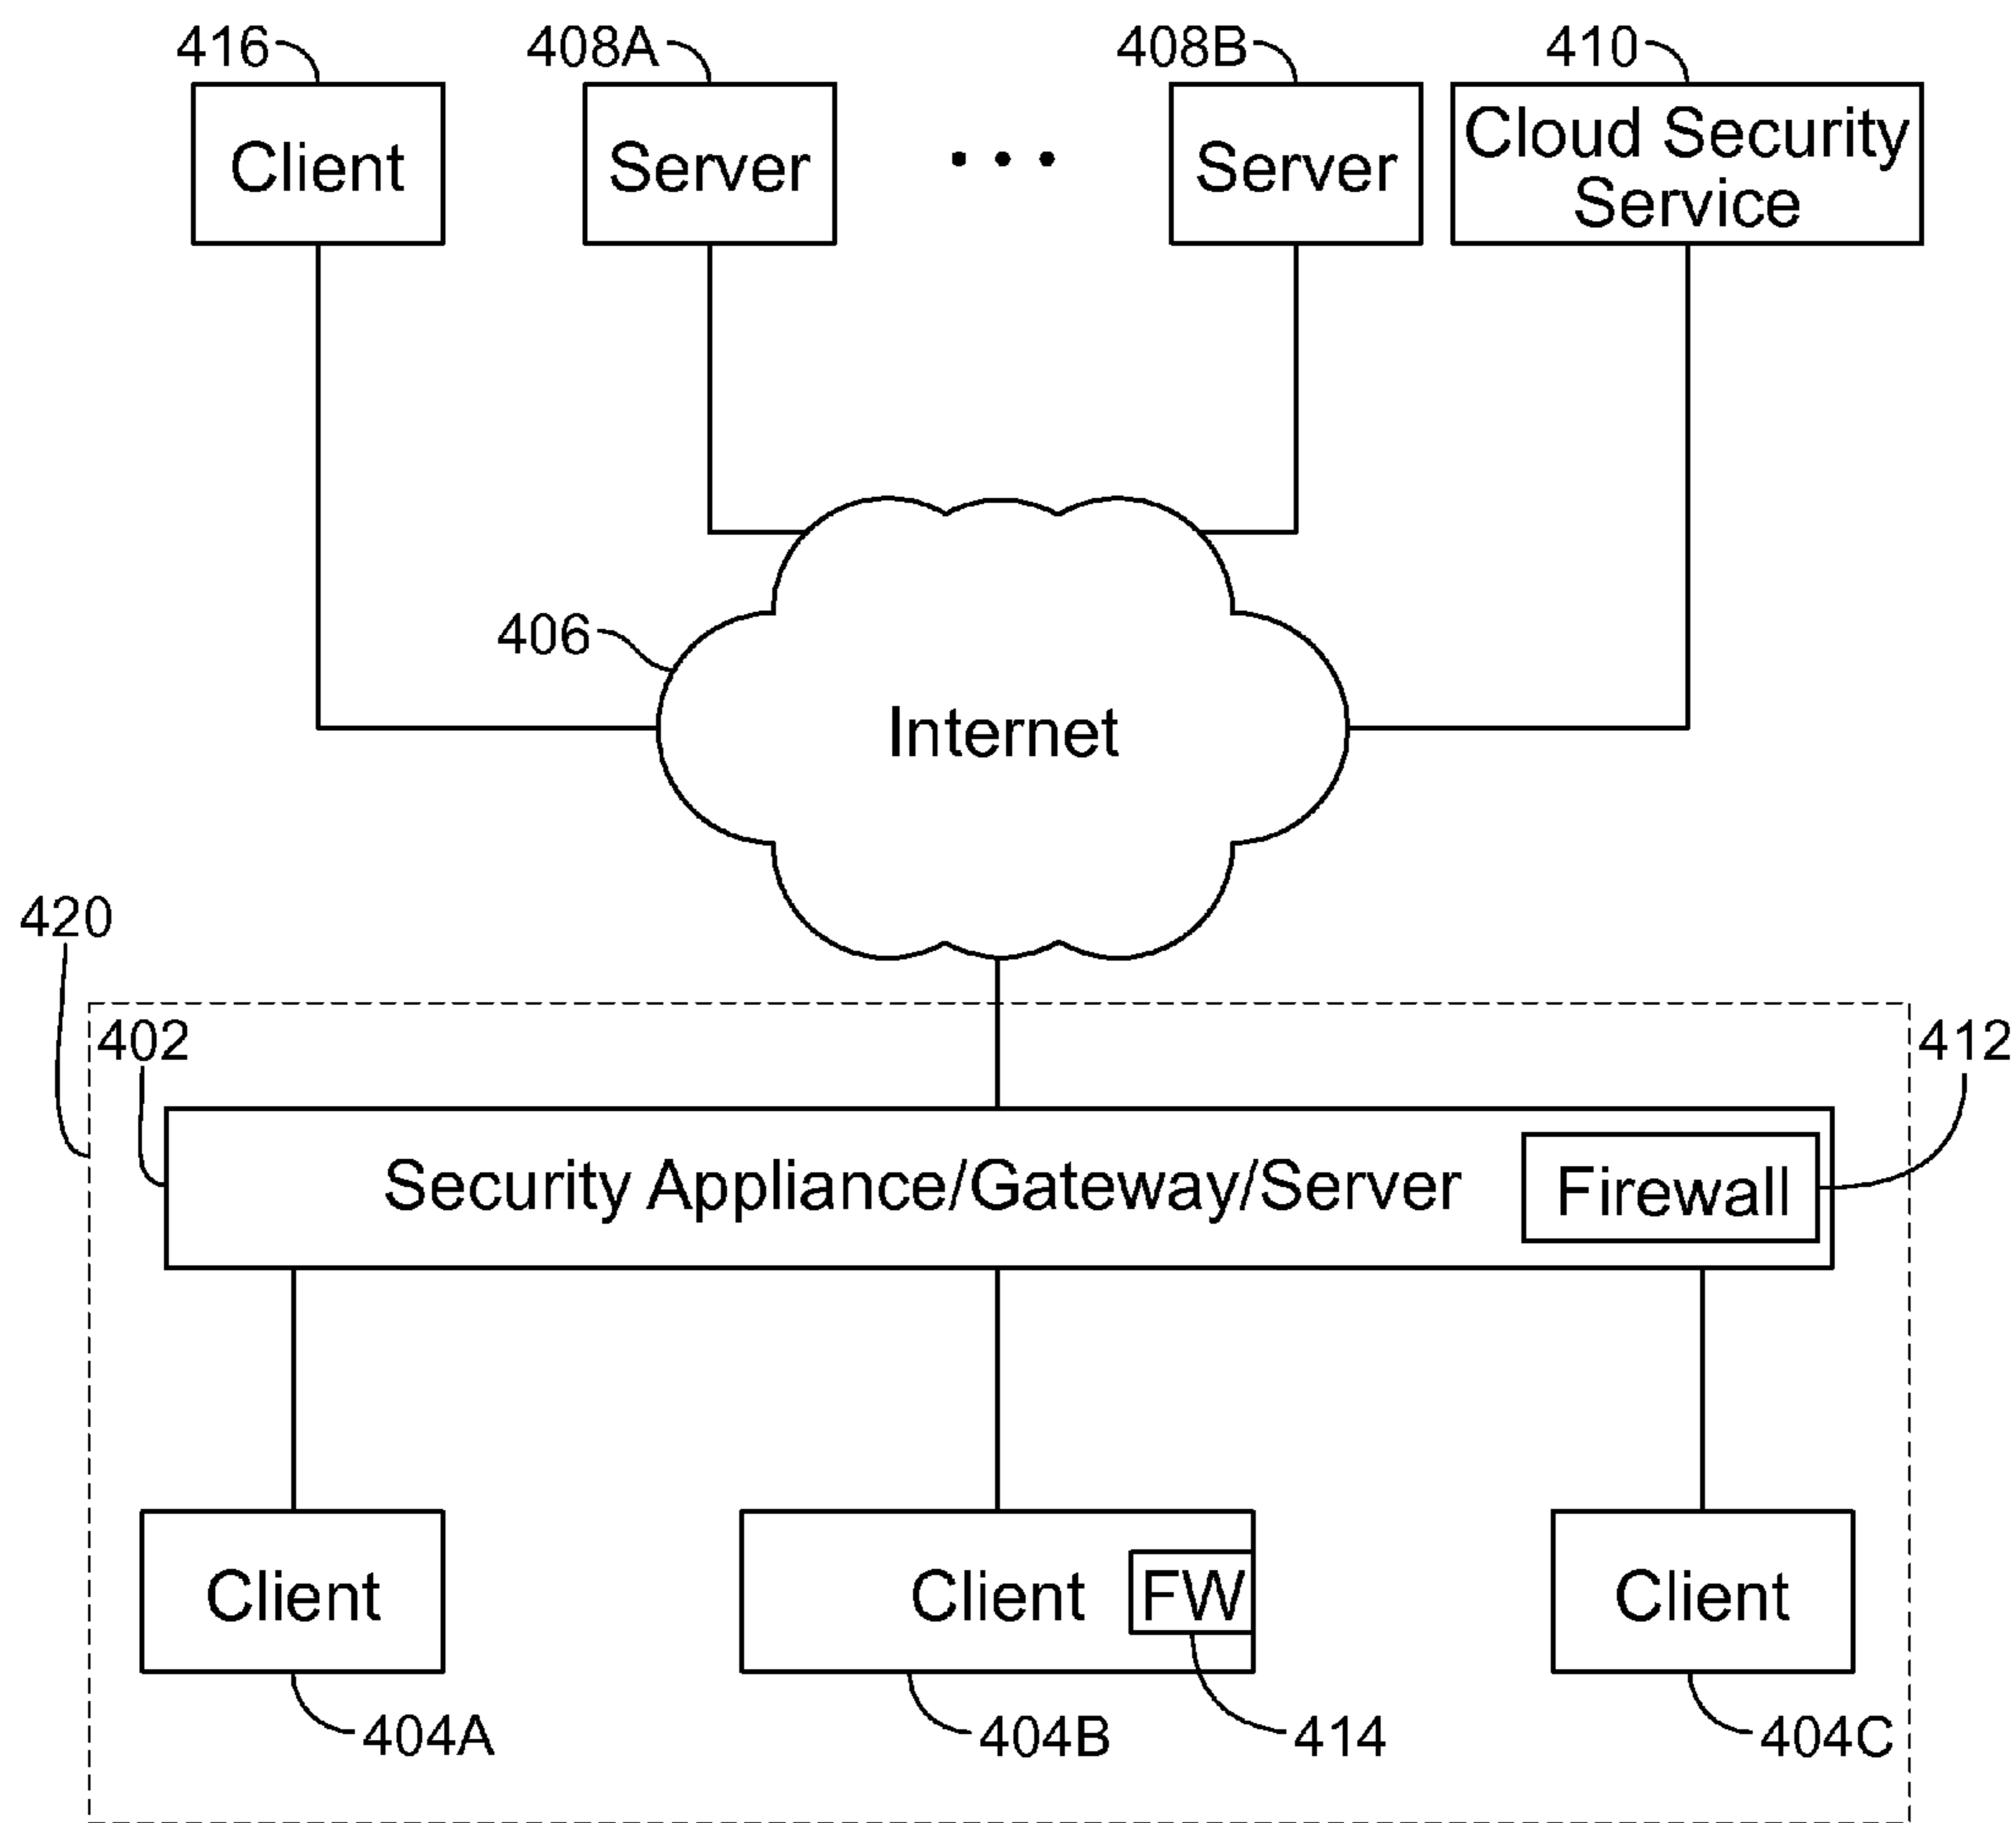 416
408A
408B
410
Client
Server
Server
Cloud Security
Service
406
Internet
420
402
412
Security Appliance/Gateway/Server
Firewall
Client
Client
FW
Client
404A
404B
414
404C